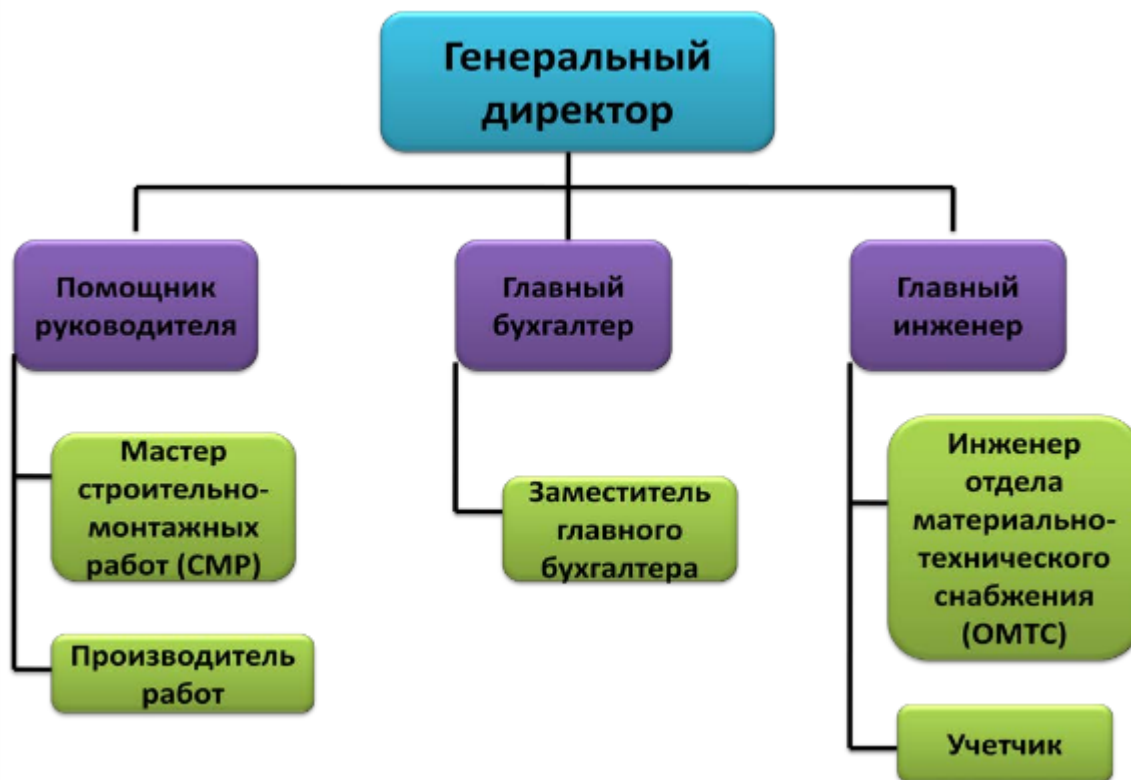 Генеральный
директор
Помощник
руководителя
Главный
бухгалтер
Главный
инженер
Мастер
строительно-
монтажных
работ (СМР)
Производитель
работ
Заместитель
главного
бухгалтера
Инженер
отдела
материально-
технического
снабжения
(ОМТС)
Учетчик